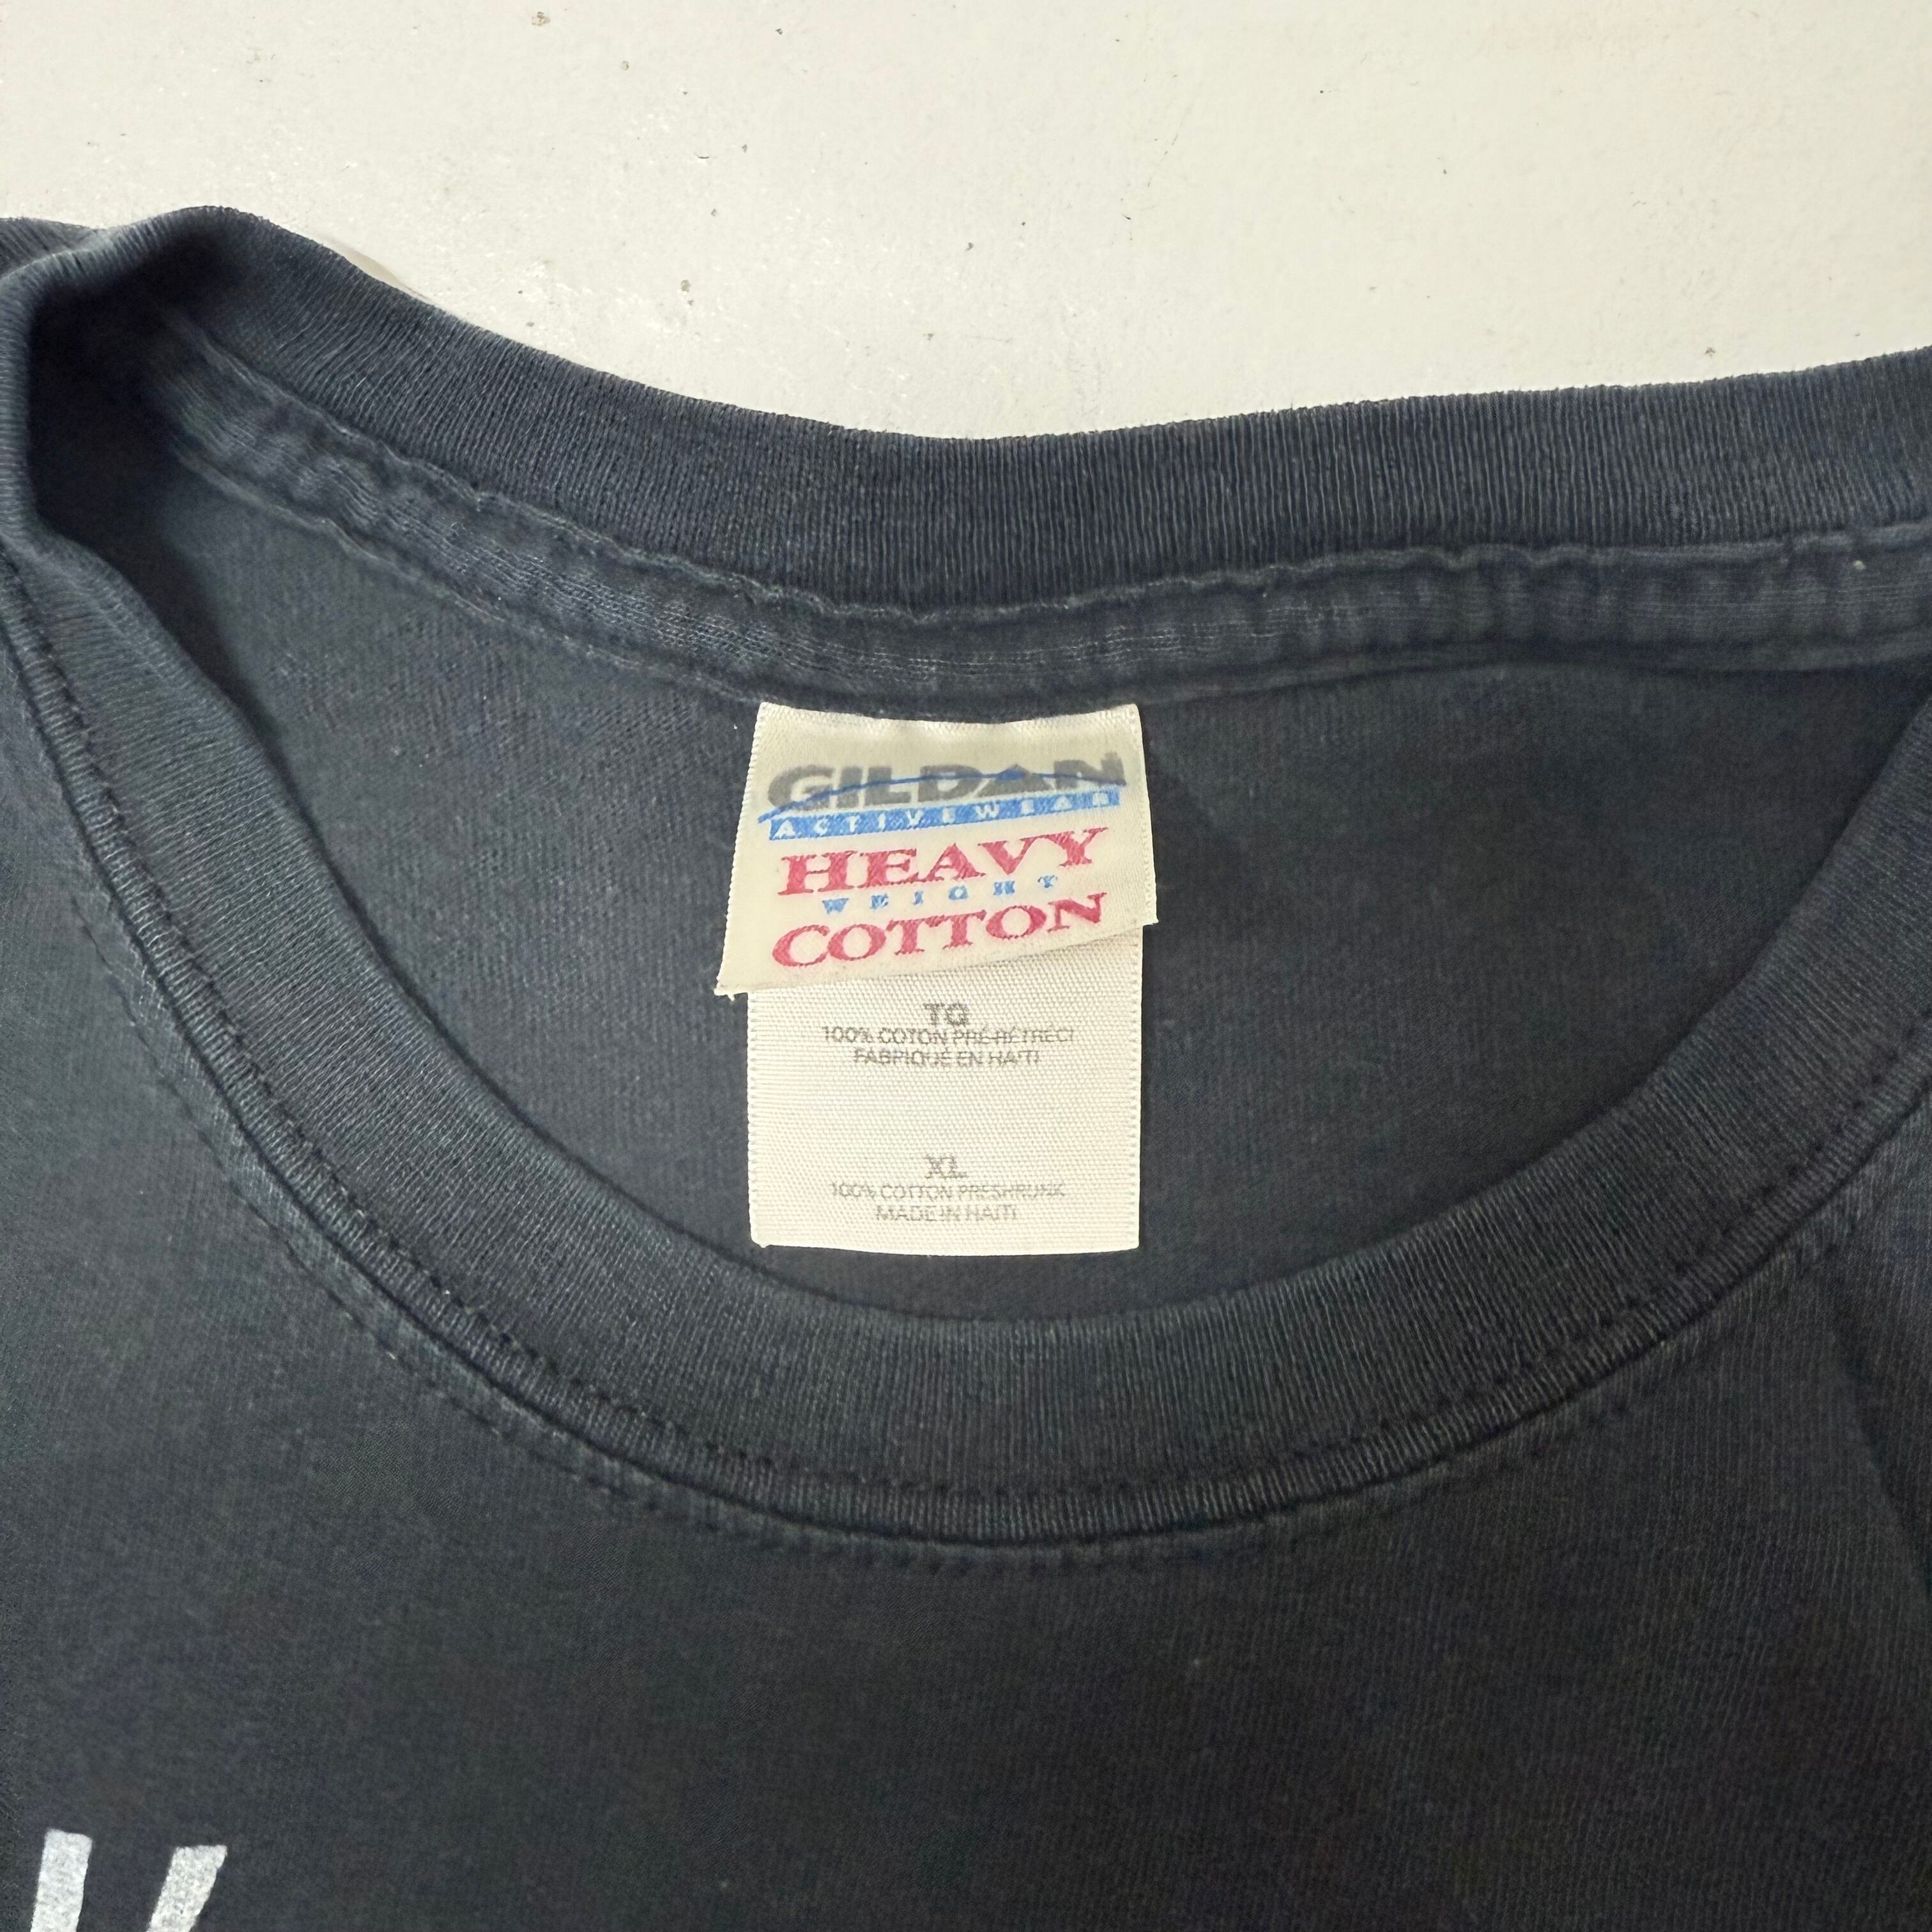 GILDAN
ACTIVEWEAR
HEAVY
WEIGHT
COTTON
TG
100% COTON PRÉ-RÉTRÉCI
FABRIQUÉ EN HAITI
XL
100% COTTON PRESHRUNK
MADE IN HAITI